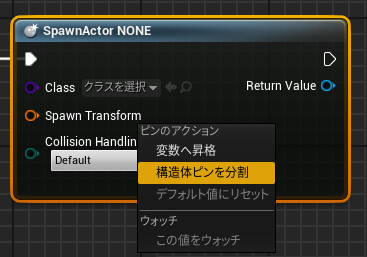 SpawnActor NONE
Class クラスを選択
Return Value
Spawn Transform
Collision Handlin
Default
ピンのアクション
変数へ昇格
構造体ピンを分割
デフォルト値にリセット
ウォッチ
この値をウォッチ